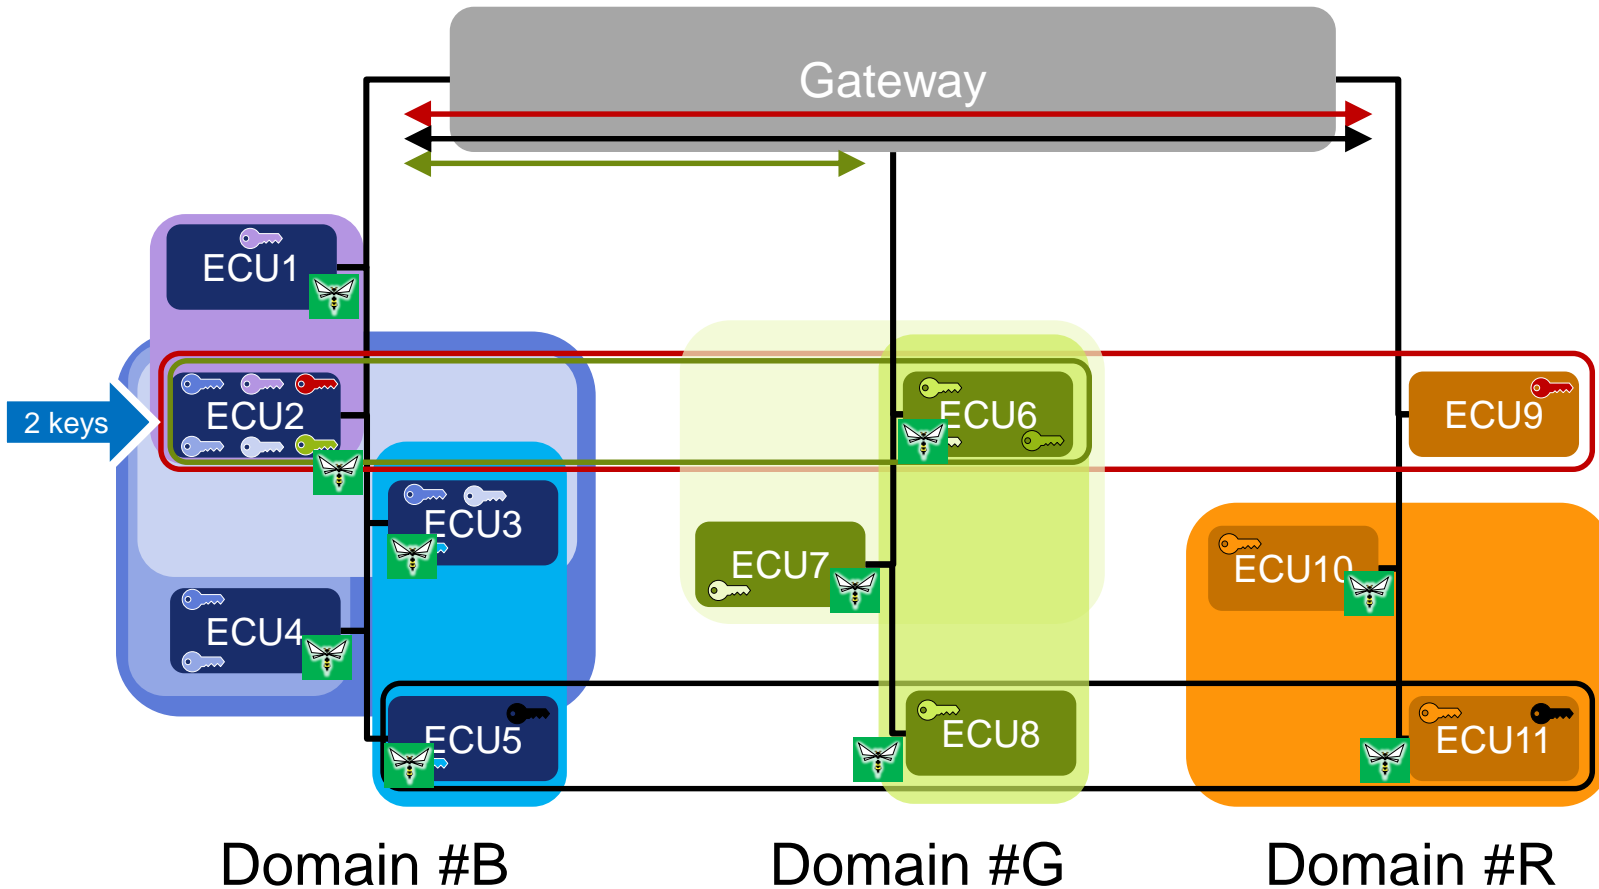 Gateway
ECU1
2 keys
ECU2
ECU6
ECU9
ECU3
ECU7
ECU10
ECU4
ECU5
ECU8
ECU11
Domain #B
Domain #G
Domain #R